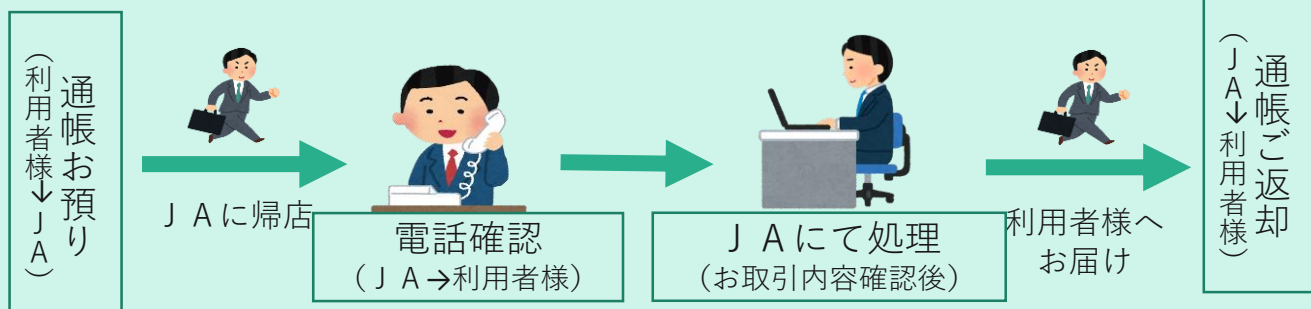 通帳お預り
（利用者様→ＪＡ）
ＪＡに帰店
電話確認
（ＪＡ→利用者様）
ＪＡにて処理
（お取引内容確認後）
利用者様へ
お届け
通帳ご返却
（ＪＡ→利用者様）